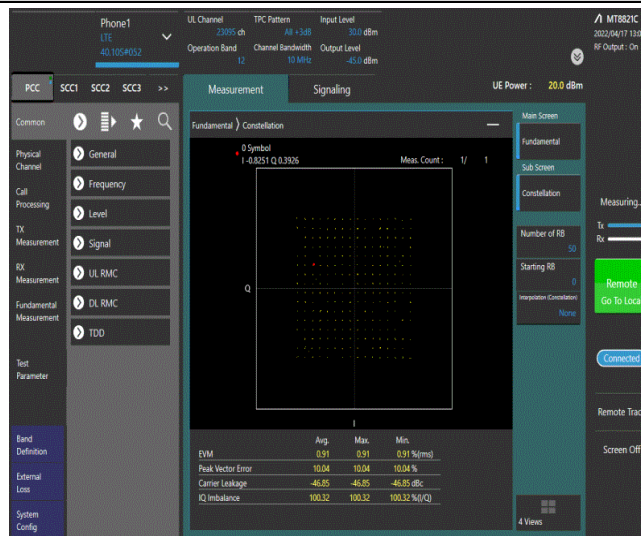 Phone1
LTE
40.10S#052
UL Channel TPC Pattern Input Level
23095 ch All +3dB 30.0 dBm
Operation Band Channel Bandwidth Output Level
12 10 MHz -45.0 dBm
MT8821C
2022/04/17 13:0
RF Output : On
PCC SCC1 SCC2 SCC3 >>
Measurement Signaling
UE Power : 20.0 dBm
Common
Physical
Channel
Call
Processing
TX
Measurement
RX
Measurement
Fundamental
Measurement
Test
Parameter
Band
Definition
External
Loss
System
Config
General
Frequency
Level
Signal
UL RMC
DL RMC
TDD
Fundamental Constellation
0 Symbol
I -0.8251 Q 0.3926 Meas. Count : 1/ 1
Q
I
Avg. Max. Min.
EVM 0.91 0.91 0.91 %(rms)
Peak Vector Error 10.04 10.04 10.04 %
Carrier Leakage -46.85 -46.85 -46.85 dBc
IQ Imbalance 100.32 100.32 100.32 %(I/Q)
Main Screen
Fundamental
Sub Screen
Constellation
Number of RB
50
Starting RB
0
Interpolation (Constellation)
None
4 Views
Measuring..
Tx
Rx
Remote
Go To Loca
Connected
Remote Trac
Screen Off